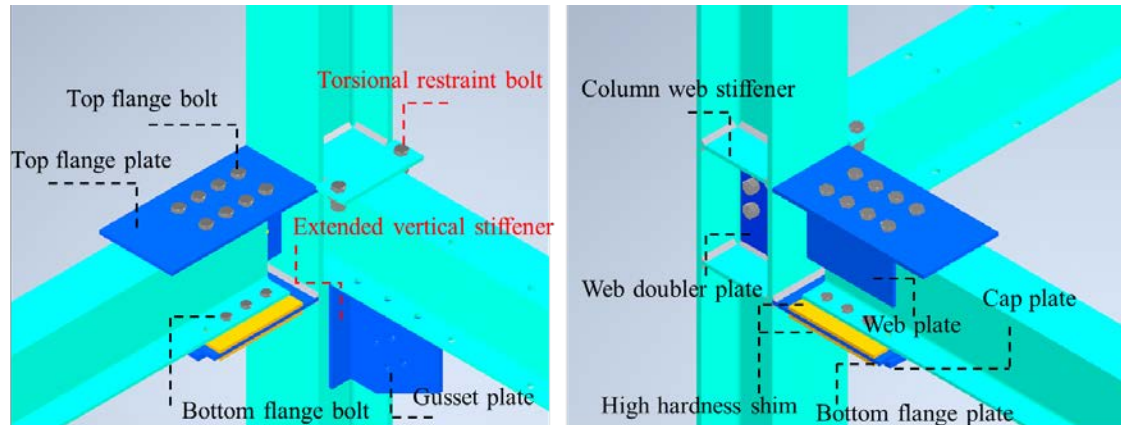 Torsional restraint bolt
Top flange bolt
Top flange plate
Extended vertical stiffener
Bottom flange bolt
Gusset plate
Column web stiffener
Web doubler plate
Cap plate
Web plate
High hardness shim
Bottom flange plate